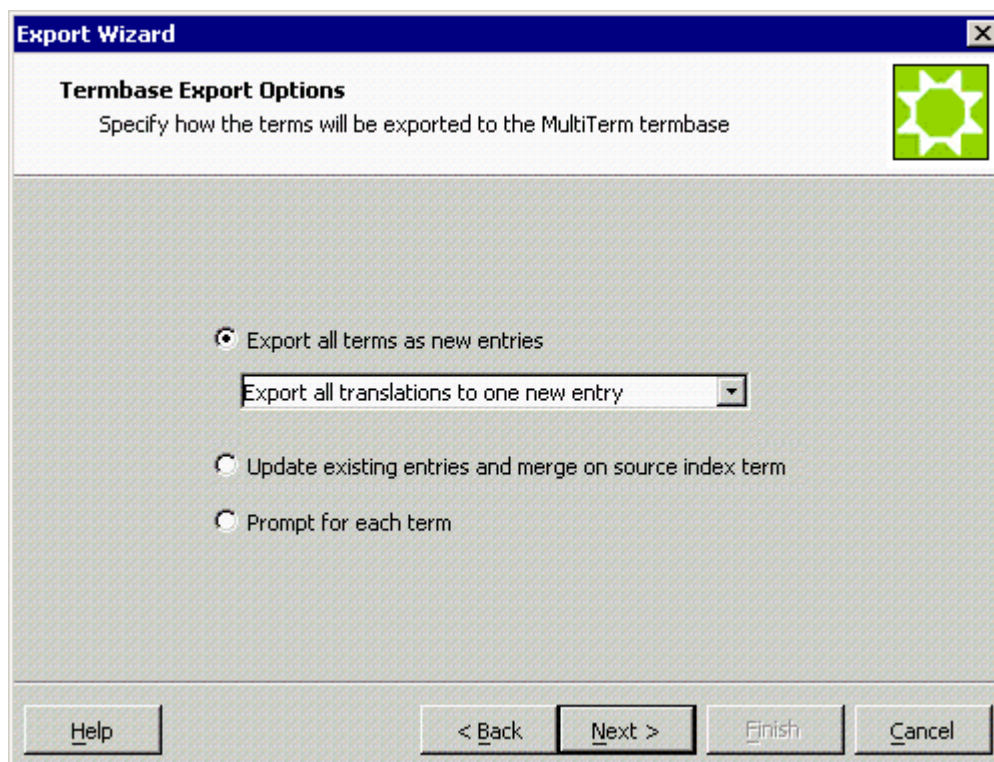 Export Wizard
Termbase Export Options
Specify how the terms will be exported to the MultiTerm termbase
Export all terms as new entries
Export all translations to one new entry
Update existing entries and merge on source index term
Prompt for each term
Help
< Back
Next >
Finish
Cancel